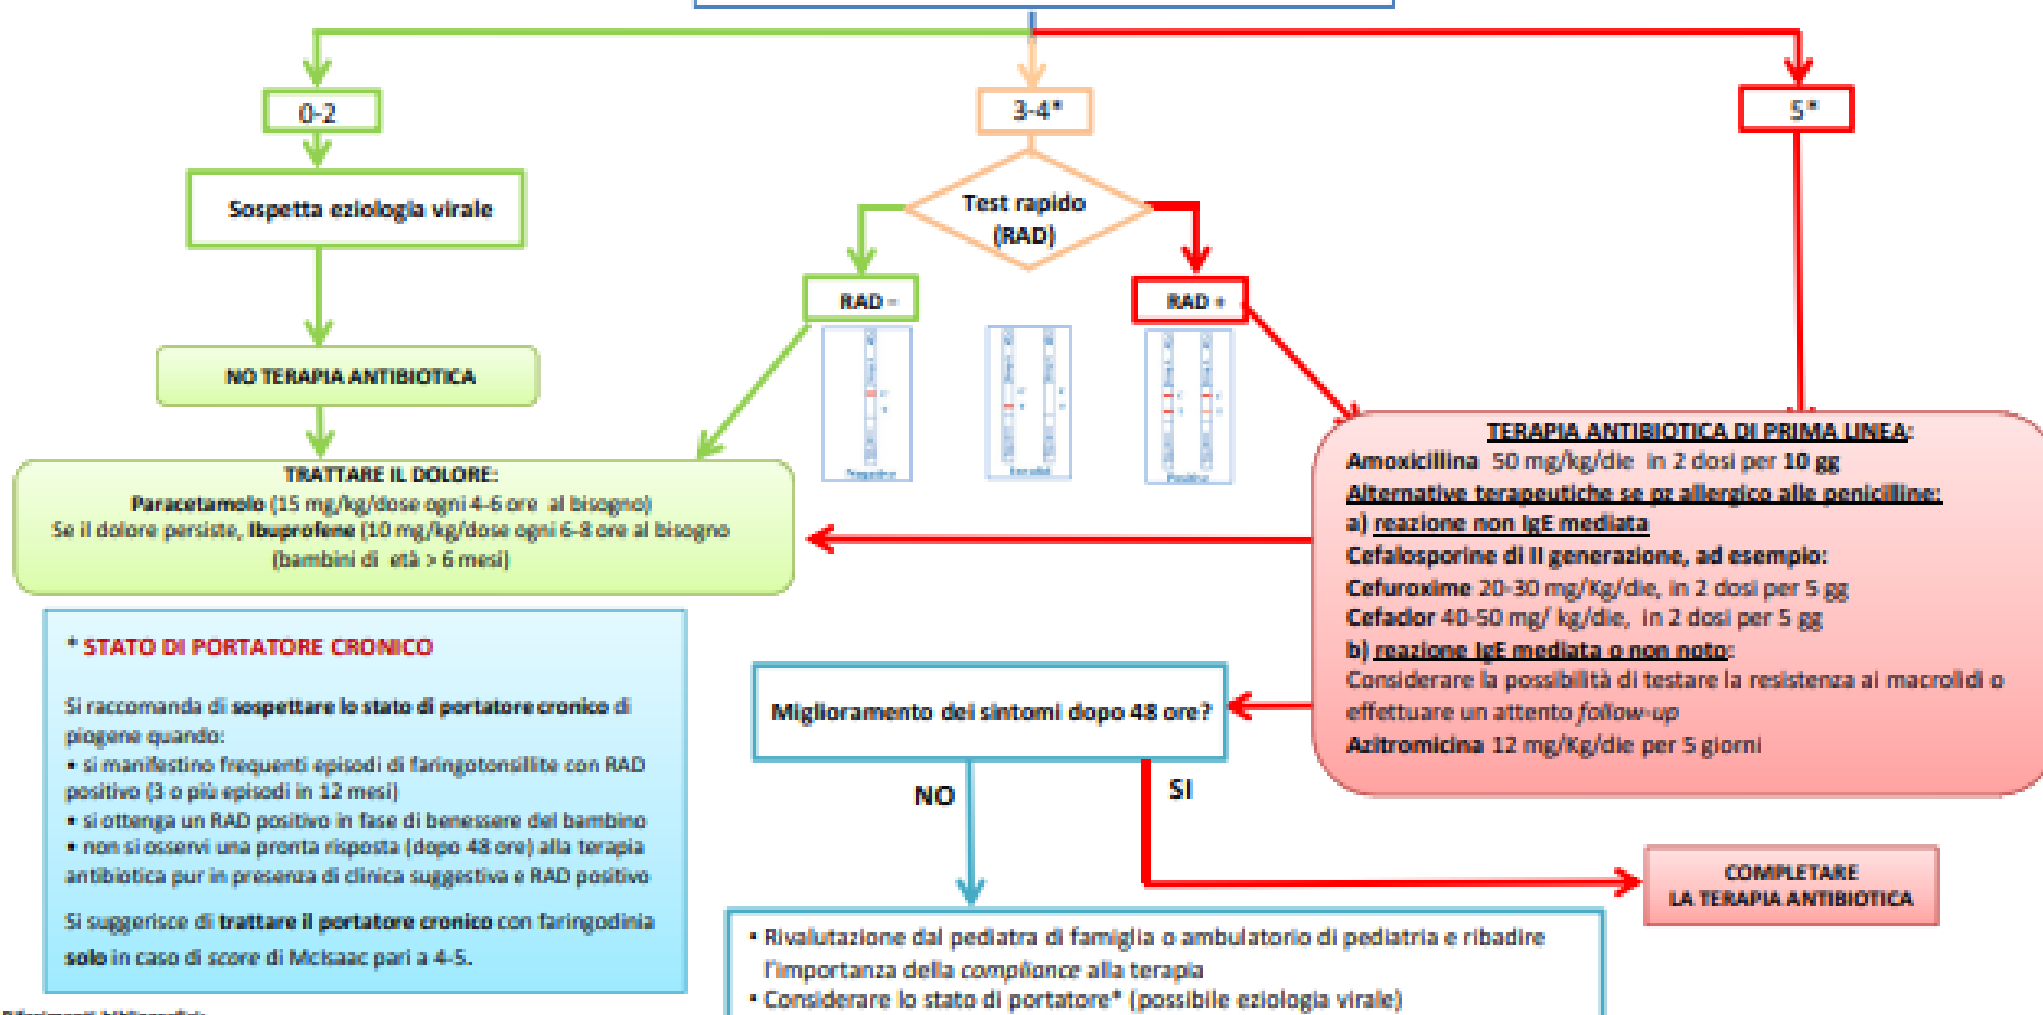 0-2
3-4*
5*
Sospetta eziologia virale
Test rapido
(RAD)
RAD -
RAD +
NO TERAPIA ANTIBIOTICA
TRATTARE IL DOLORE:
Paracetamolo (15 mg/kg/dose ogni 4-6 ore al bisogno)
Se il dolore persiste, Ibuprofene (10 mg/kg/dose ogni 6-8 ore al bisogno
(bambini di età > 6 mesi)
TERAPIA ANTIBIOTICA DI PRIMA LINEA:
Amoxicillina 50 mg/kg/die in 2 dosi per 10 gg
Alternative terapeutiche se pz allergico alle penicilline:
a) reazione non IgE mediata
Cefalosporine di II generazione, ad esempio:
Cefuroxime 20-30 mg/Kg/die, in 2 dosi per 5 gg
Cefaclor 40-50 mg/ kg/die, in 2 dosi per 5 gg
b) reazione IgE mediata o non noto:
Considerare la possibilità di testare la resistenza ai macrolidi o
effettuare un attento follow-up
Azitromicina 12 mg/Kg/die per 5 giorni
* STATO DI PORTATORE CRONICO
Si raccomanda di sospettare lo stato di portatore cronico di
piogene quando:
• si manifestino frequenti episodi di faringotonsillite con RAD
positivo (3 o più episodi in 12 mesi)
• si ottenga un RAD positivo in fase di benessere del bambino
• non si osservi una pronta risposta (dopo 48 ore) alla terapia
antibiotica pur in presenza di clinica suggestiva e RAD positivo
Si suggerisce di trattare il portatore cronico con faringodinia
solo in caso di score di McIsaac pari a 4-5.
Miglioramento dei sintomi dopo 48 ore?
NO
SI
COMPLETARE
LA TERAPIA ANTIBIOTICA
• Rivalutazione dal pediatra di famiglia o ambulatorio di pediatria e ribadire
l'importanza della compliance alla terapia
• Considerare lo stato di portatore* (possibile eziologia virale)